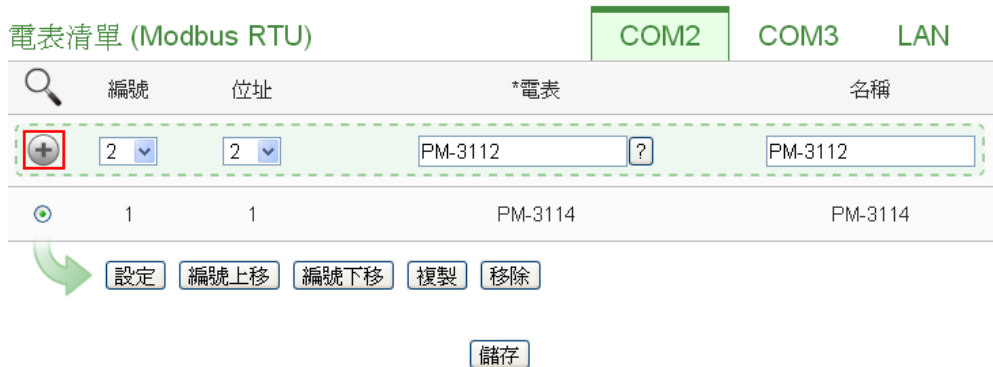 電表清單 (Modbus RTU) COM2 COM3 LAN
編號 位址 *電表 名稱
2 2 PM-3112 ? PM-3112
1 1 PM-3114 PM-3114
設定 編號上移 編號下移 複製 移除
儲存